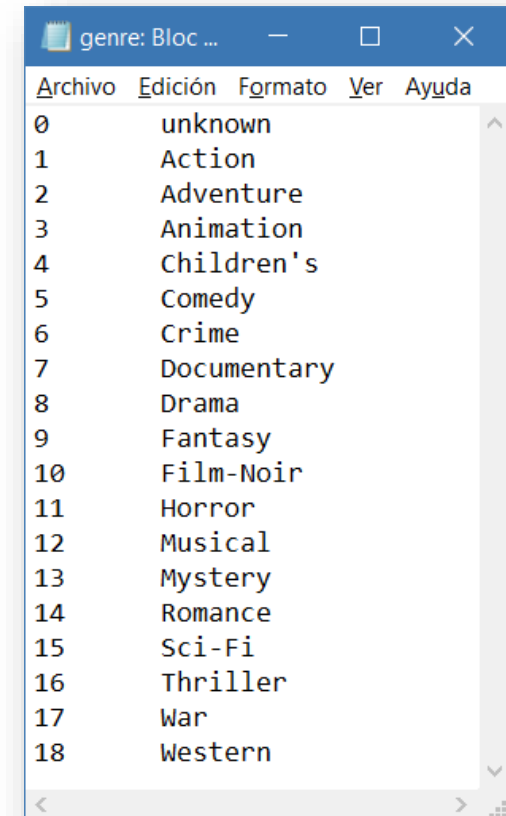 genre: Bloc ...
Archivo Edición Formato Ver Ayuda
0 unknown
1 Action
2 Adventure
3 Animation
4 Children's
5 Comedy
6 Crime
7 Documentary
8 Drama
9 Fantasy
10 Film-Noir
11 Horror
12 Musical
13 Mystery
14 Romance
15 Sci-Fi
16 Thriller
17 War
18 Western